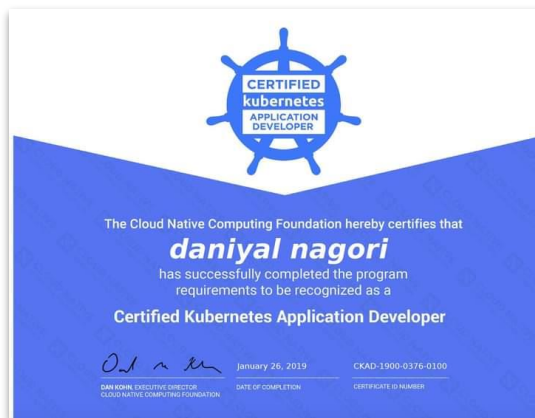 CERTIFIED
kubernetes
APPLICATION
DEVELOPER
The Cloud Native Computing Foundation hereby certifies that
daniyal nagori
has successfully completed the program
requirements to be recognized as a
Certified Kubernetes Application Developer
January 26, 2019
CKAD-1900-0376-0100
DAN KOHN, EXECUTIVE DIRECTOR
CLOUD NATIVE COMPUTING FOUNDATION
DATE OF COMPLETION
CERTIFICATE ID NUMBER